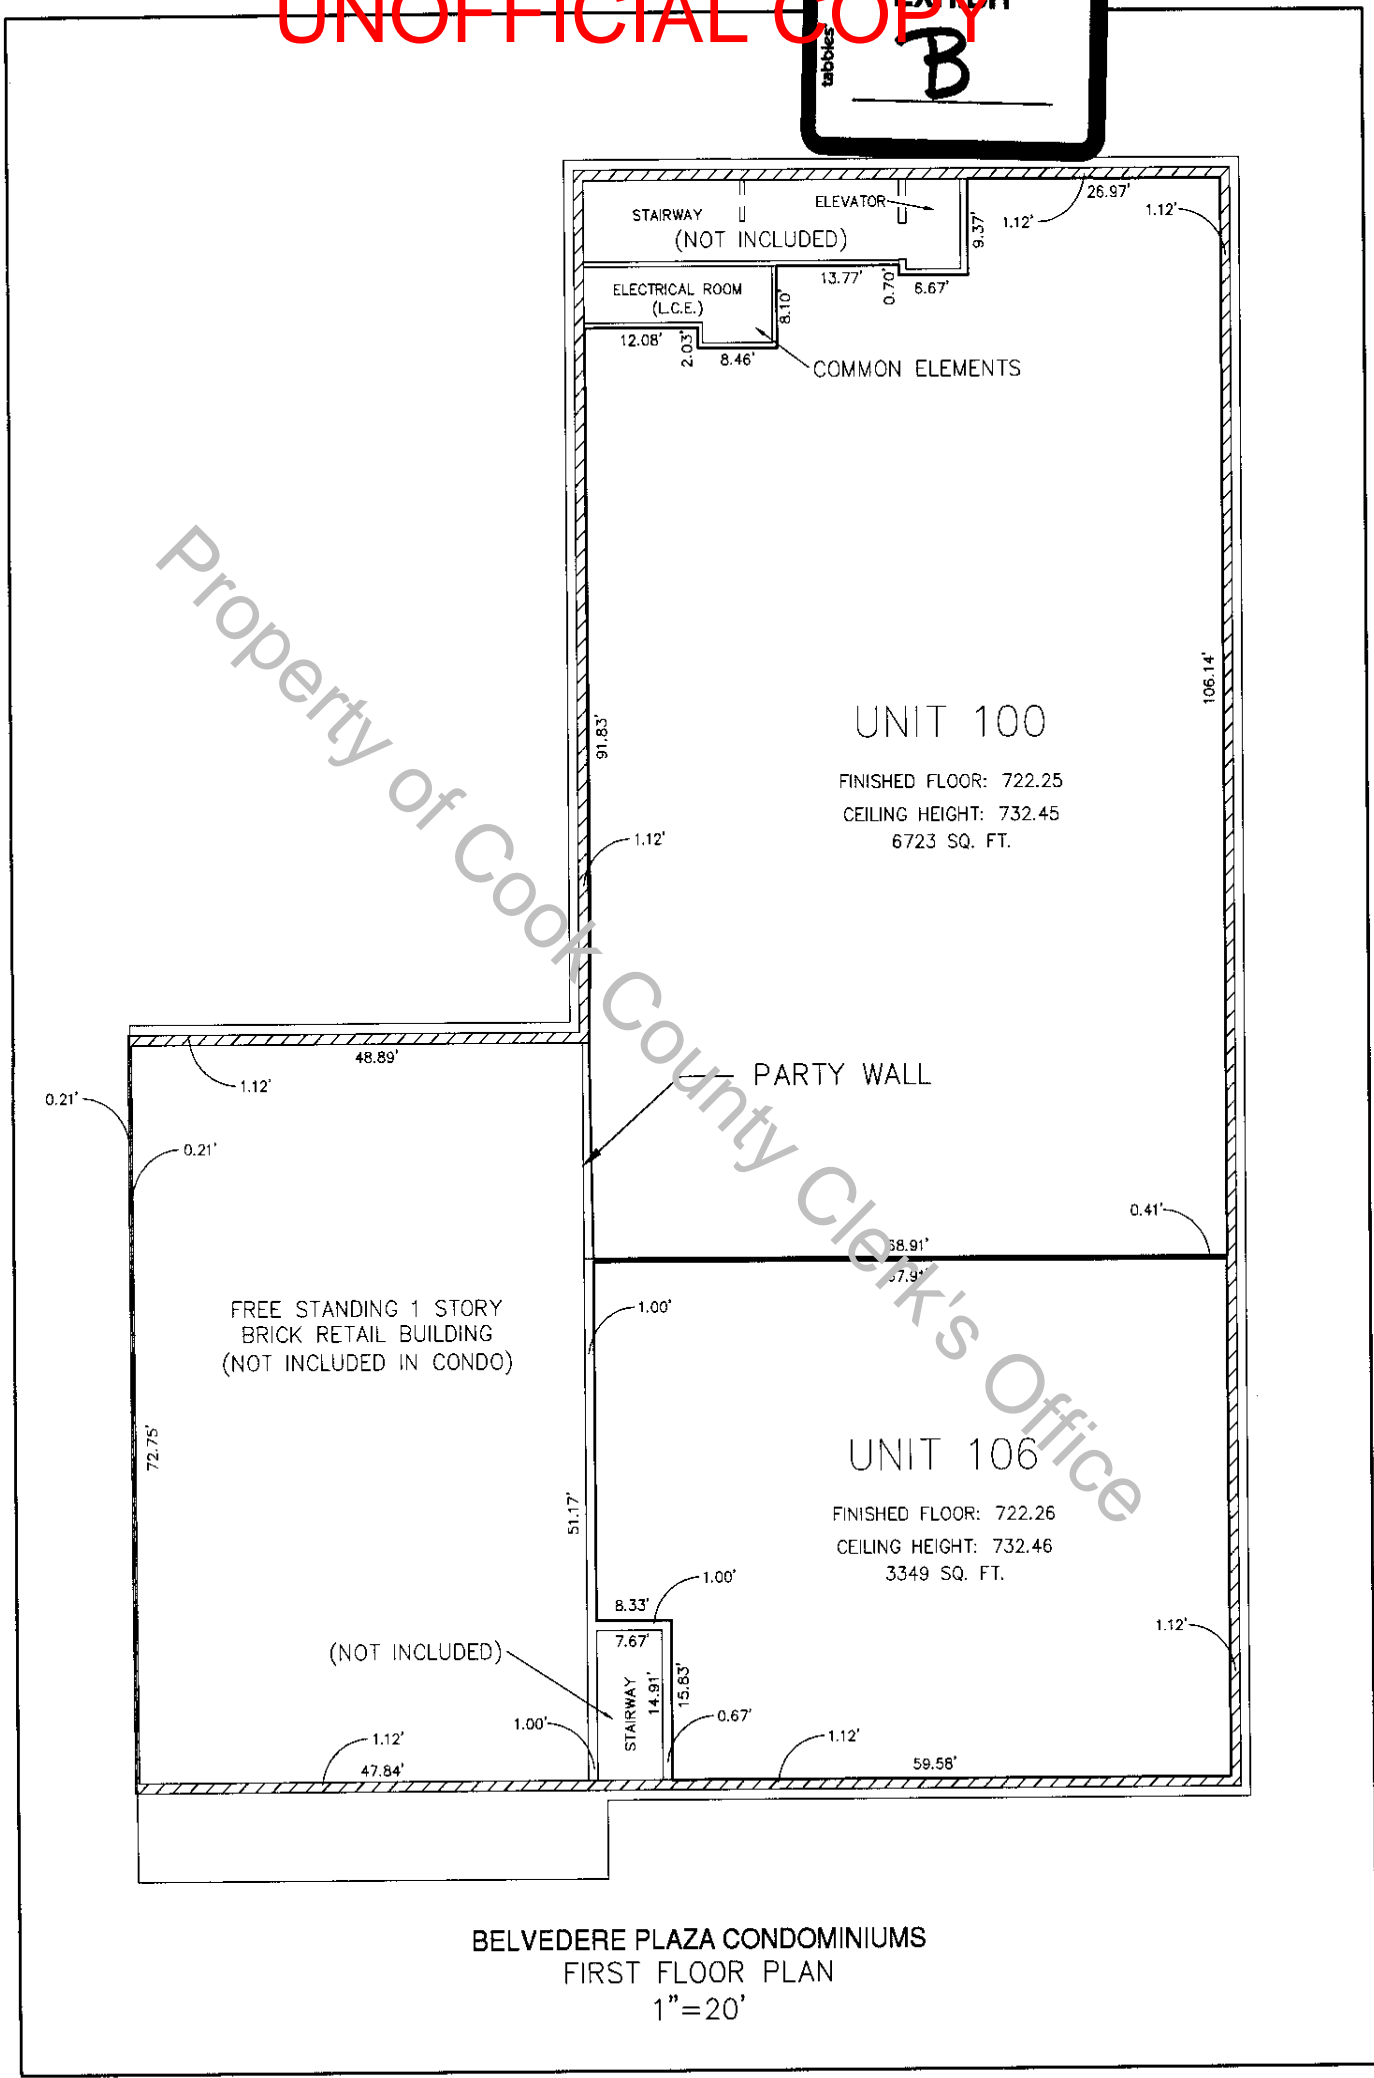 UNOFFICIAL COPY
EXHIBIT
tabbies
B
STAIRWAY
(NOT INCLUDED)
ELEVATOR
26.97'
1.12'
1.12'
9.37'
13.77'
0.70'
6.67'
ELECTRICAL ROOM
(L.C.E.)
8.10'
12.08'
2.03'
8.46'
COMMON ELEMENTS
106.14'
UNIT 100
FINISHED FLOOR: 722.25
CEILING HEIGHT: 732.45
6723 SQ. FT.
91.83'
1.12'
48.89'
1.12'
0.21'
0.21'
PARTY WALL
0.41'
68.91'
67.91'
1.00'
FREE STANDING 1 STORY
BRICK RETAIL BUILDING
(NOT INCLUDED IN CONDO)
72.75'
51.17'
UNIT 106
FINISHED FLOOR: 722.26
CEILING HEIGHT: 732.46
3349 SQ. FT.
1.00'
8.33'
7.67'
(NOT INCLUDED)
STAIRWAY
14.91'
15.83'
1.12'
0.67'
1.00'
1.12'
1.12'
47.84'
59.58'
Property of Cook County Clerk's Office
BELVEDERE PLAZA CONDOMINIUMS
FIRST FLOOR PLAN
1"=20'